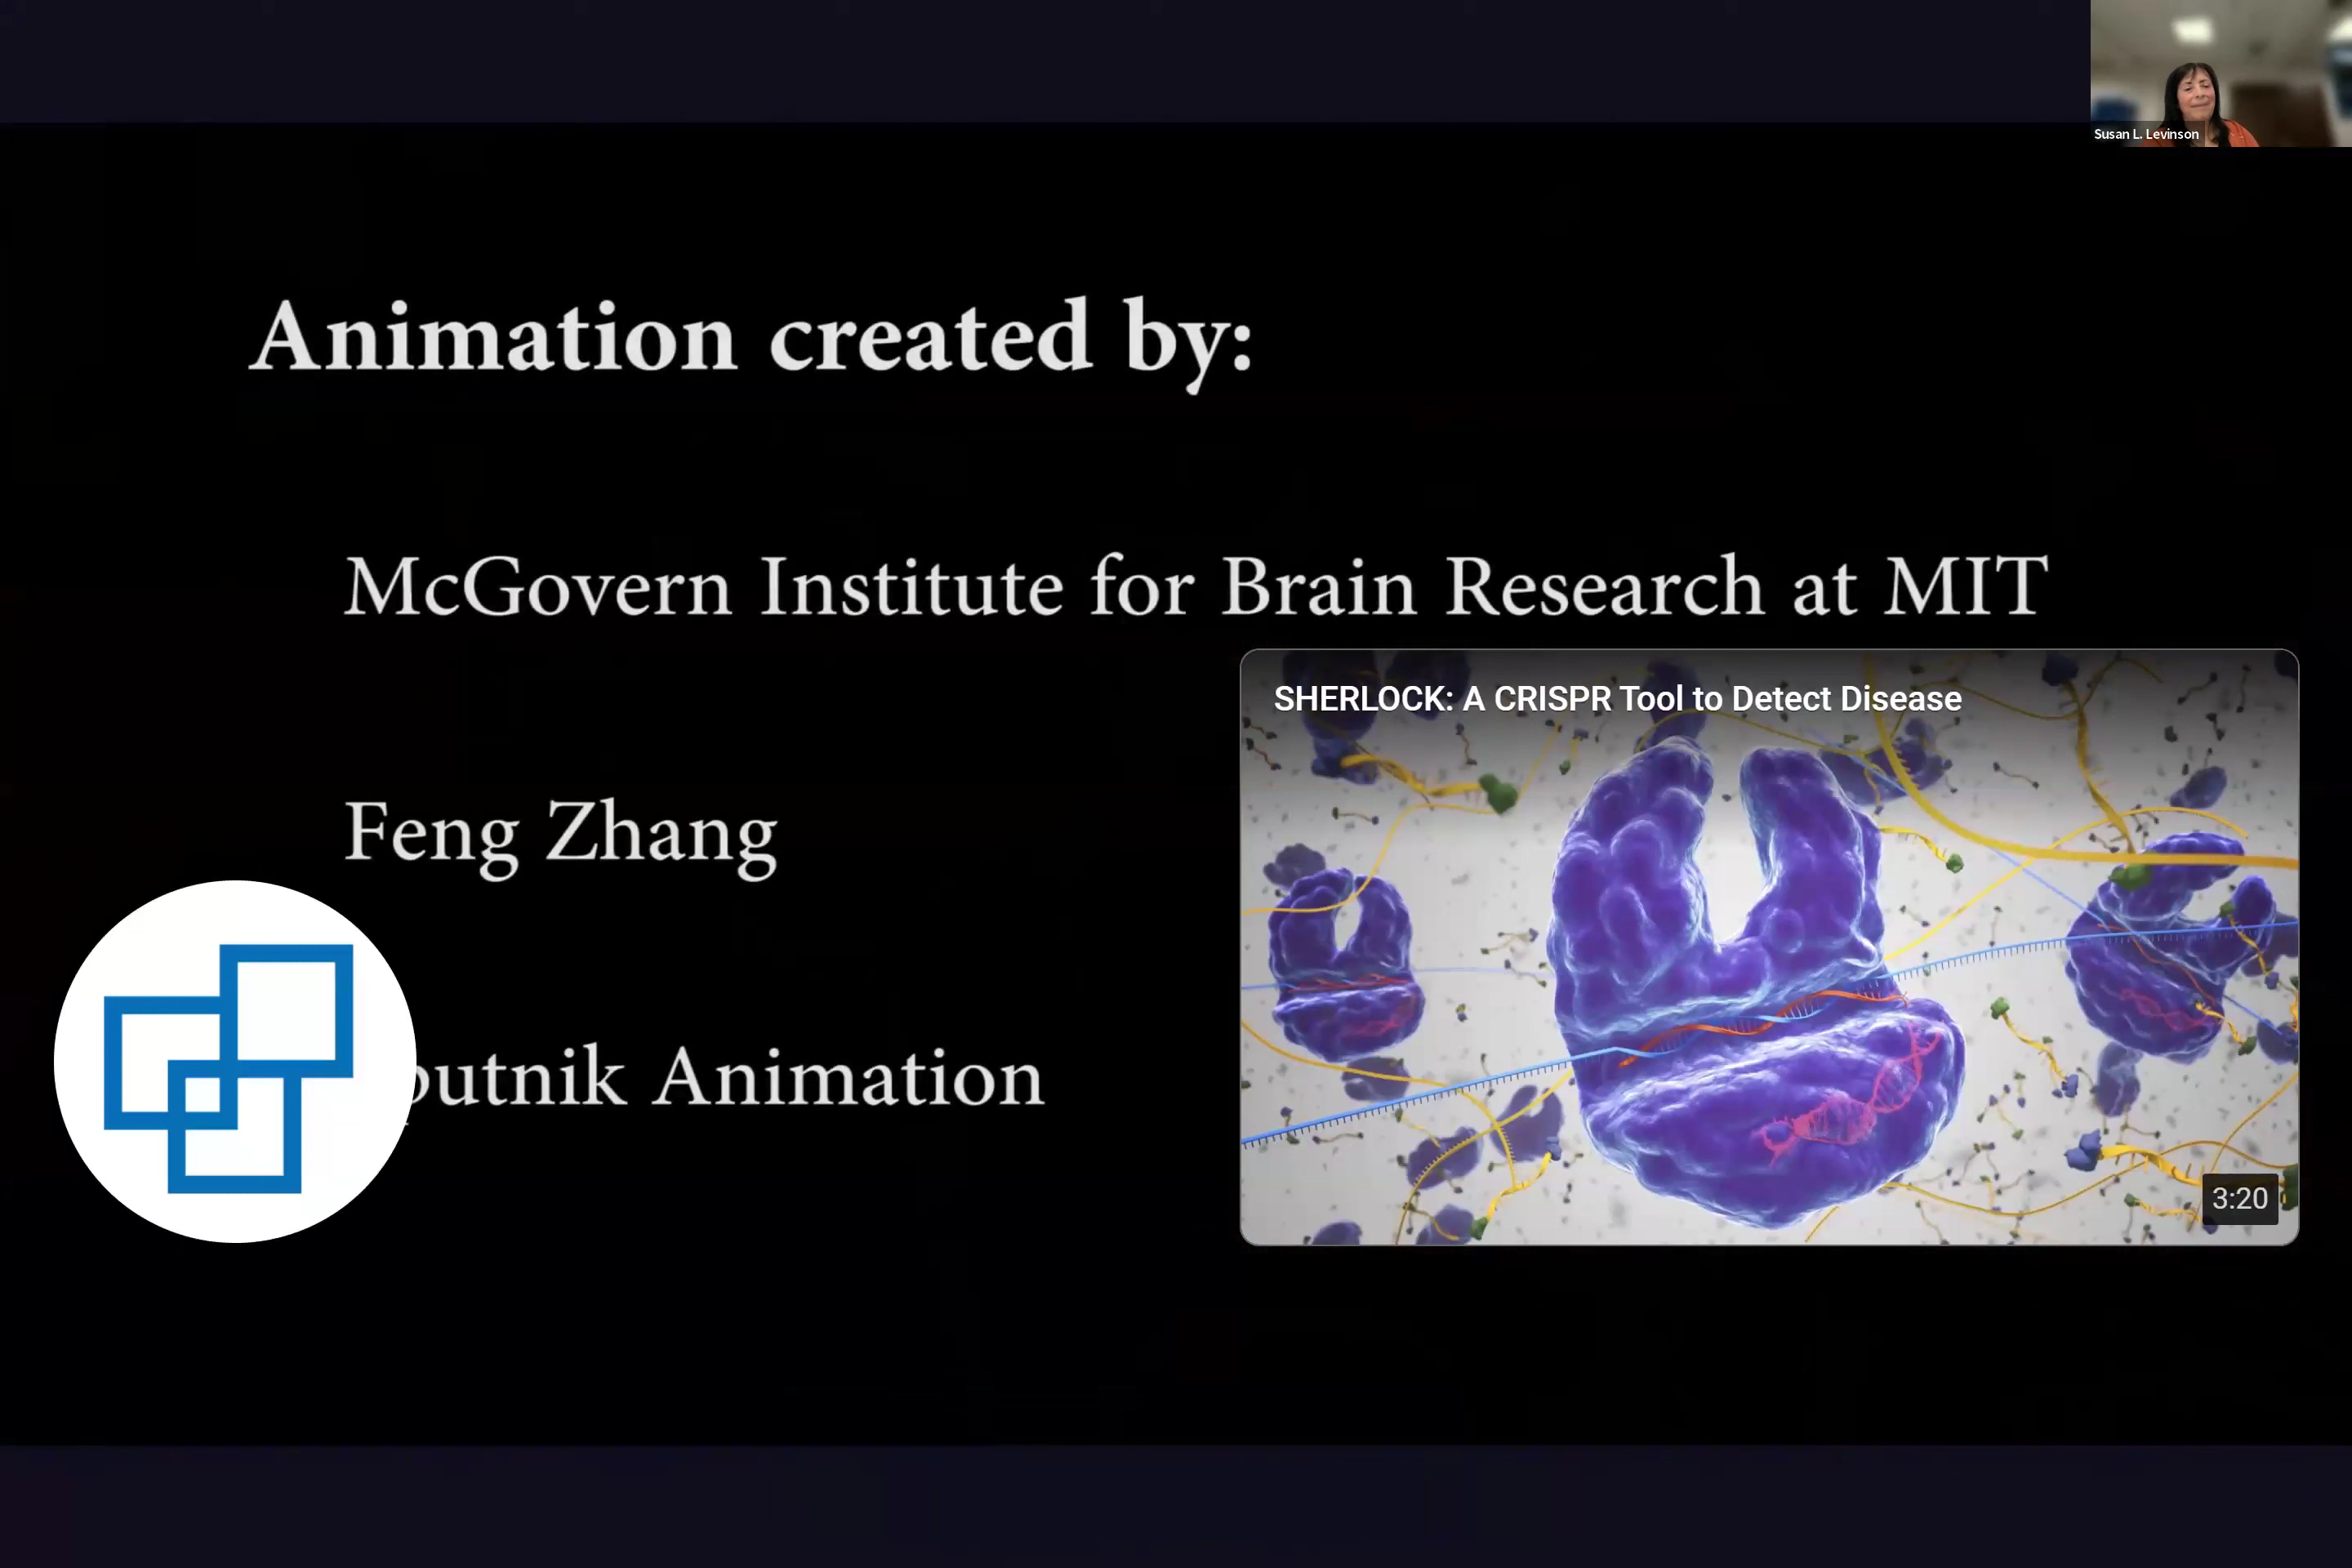 Susan L. Levinson
Animation created by:
McGovern Institute for Brain Research at MIT
Feng Zhang
putnik Animation
SHERLOCK: A CRISPR Tool to Detect Disease
3:20